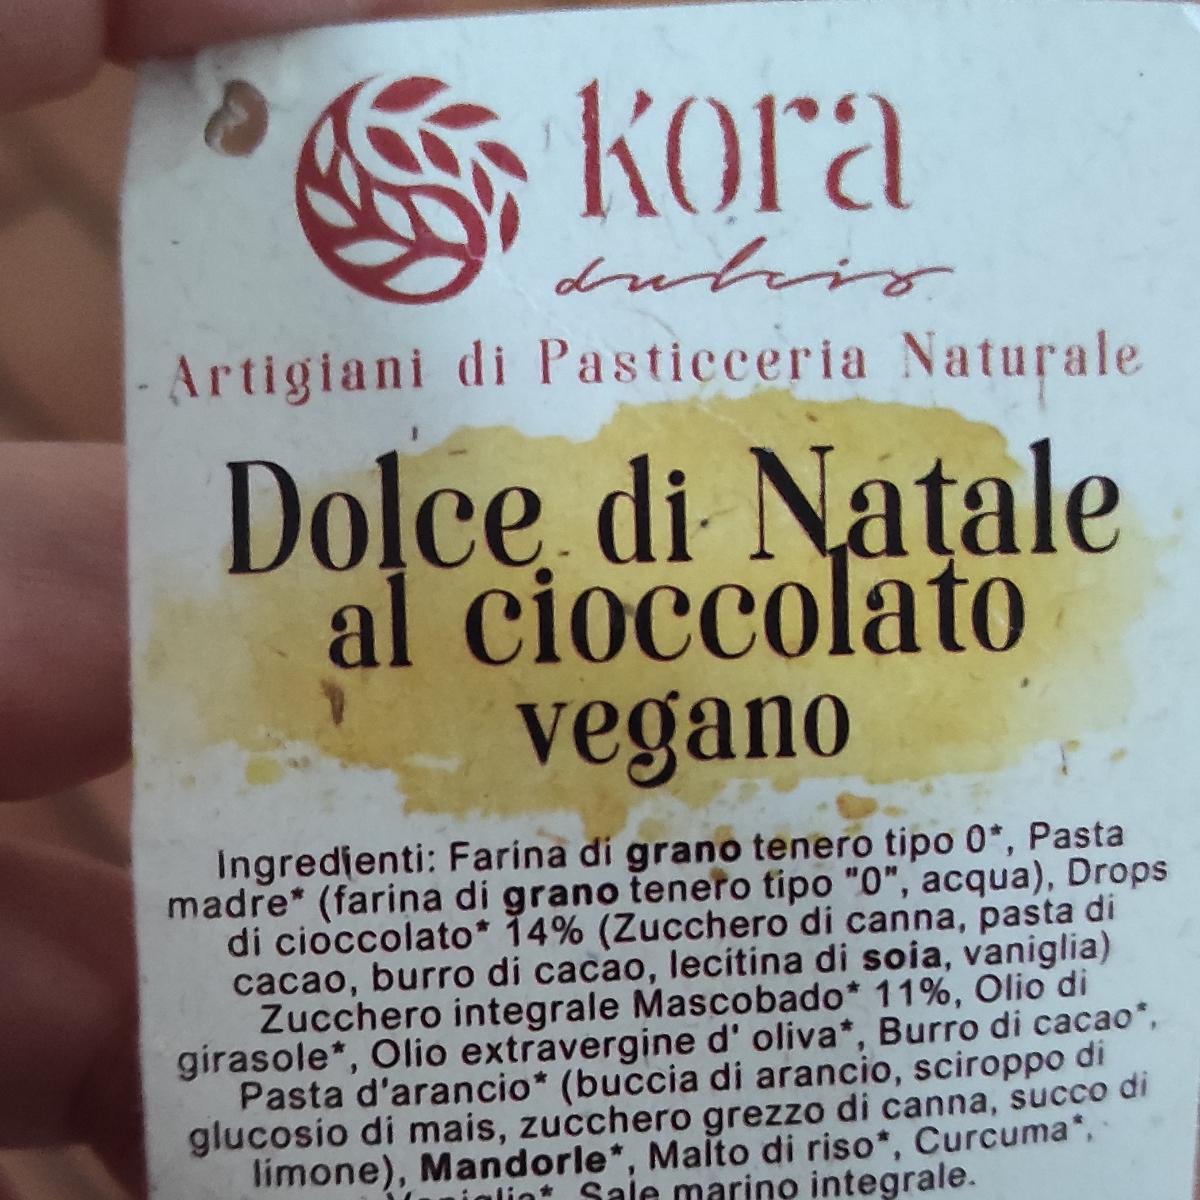 kora
dulcis
Artigiani di Pasticceria Naturale
Dolce di Natale
al cioccolato
vegano
Ingredienti: Farina di grano tenero tipo 0*, Pasta
madre* (farina di grano tenero tipo "0", acqua), Drops
di cioccolato* 14% (Zucchero di canna, pasta di
cacao, burro di cacao, lecitina di soia, vaniglia)
Zucchero integrale Mascobado* 11%, Olio di
girasole*, Olio extravergine d' oliva*, Burro di cacao*,
Pasta d'arancio* (buccia di arancio, sciroppo di
glucosio di mais, zucchero grezzo di canna, succo di
limone), Mandorle*, Malto di riso*, Curcuma*,
Vaniglia*, Sale marino integrale.